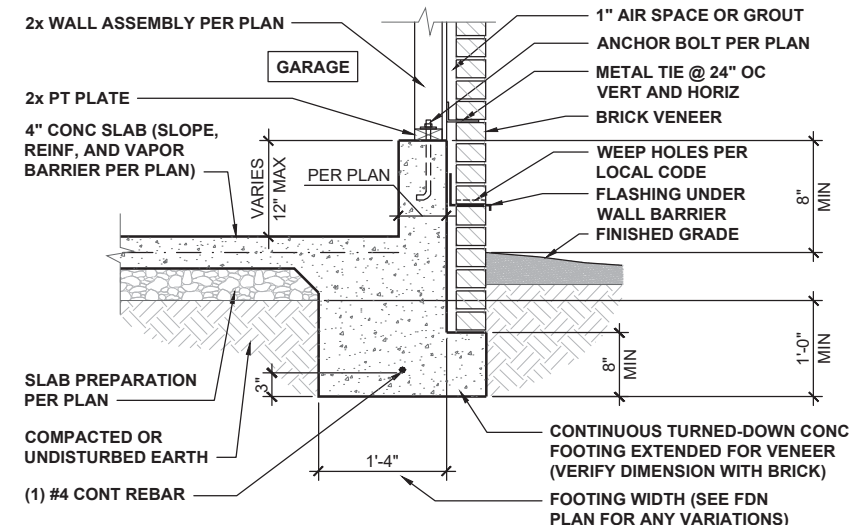 2x WALL ASSEMBLY PER PLAN
GARAGE
2x PT PLATE
4" CONC SLAB (SLOPE,
REINF, AND VAPOR
BARRIER PER PLAN)
VARIES
12" MAX
PER PLAN
1" AIR SPACE OR GROUT
ANCHOR BOLT PER PLAN
METAL TIE @ 24" OC
VERT AND HORIZ
BRICK VENEER
WEEP HOLES PER
LOCAL CODE
FLASHING UNDER
WALL BARRIER
FINISHED GRADE
8"
MIN
1'-0"
MIN
8"
MIN
SLAB PREPARATION
PER PLAN
3"
COMPACTED OR
UNDISTURBED EARTH
(1) #4 CONT REBAR
1'-4"
CONTINUOUS TURNED-DOWN CONC
FOOTING EXTENDED FOR VENEER
(VERIFY DIMENSION WITH BRICK)
FOOTING WIDTH (SEE FDN
PLAN FOR ANY VARIATIONS)